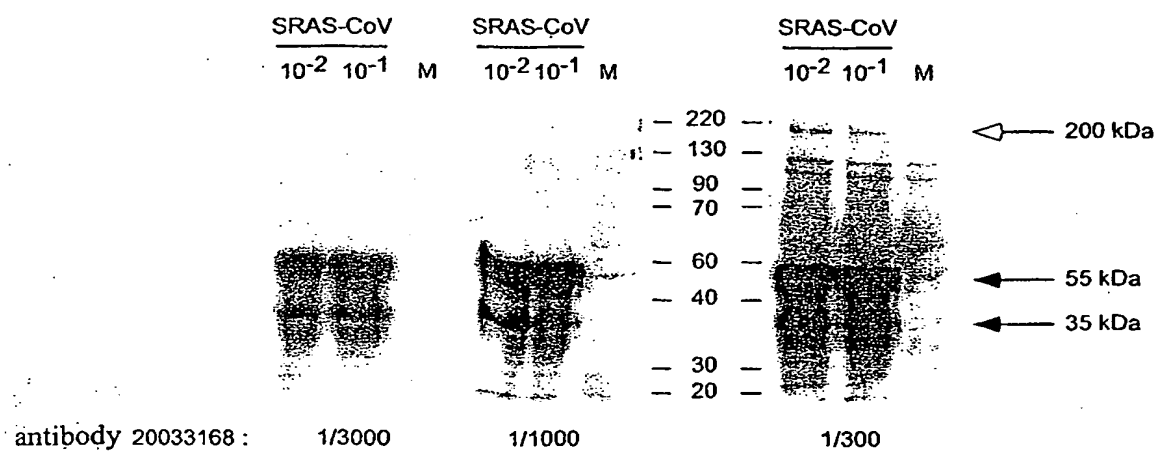 SRAS-CoV SRAS-CoV SRAS-CoV
10-2 10-1 M 10-2 10-1 M 10-2 10-1 M
— 220 — 200 kDa
— 130 —
— 90 —
— 70 —
— 60 — 55 kDa
— 40 — 35 kDa
— 30 —
— 20 —
antibody 20033168 : 1/3000 1/1000 1/300